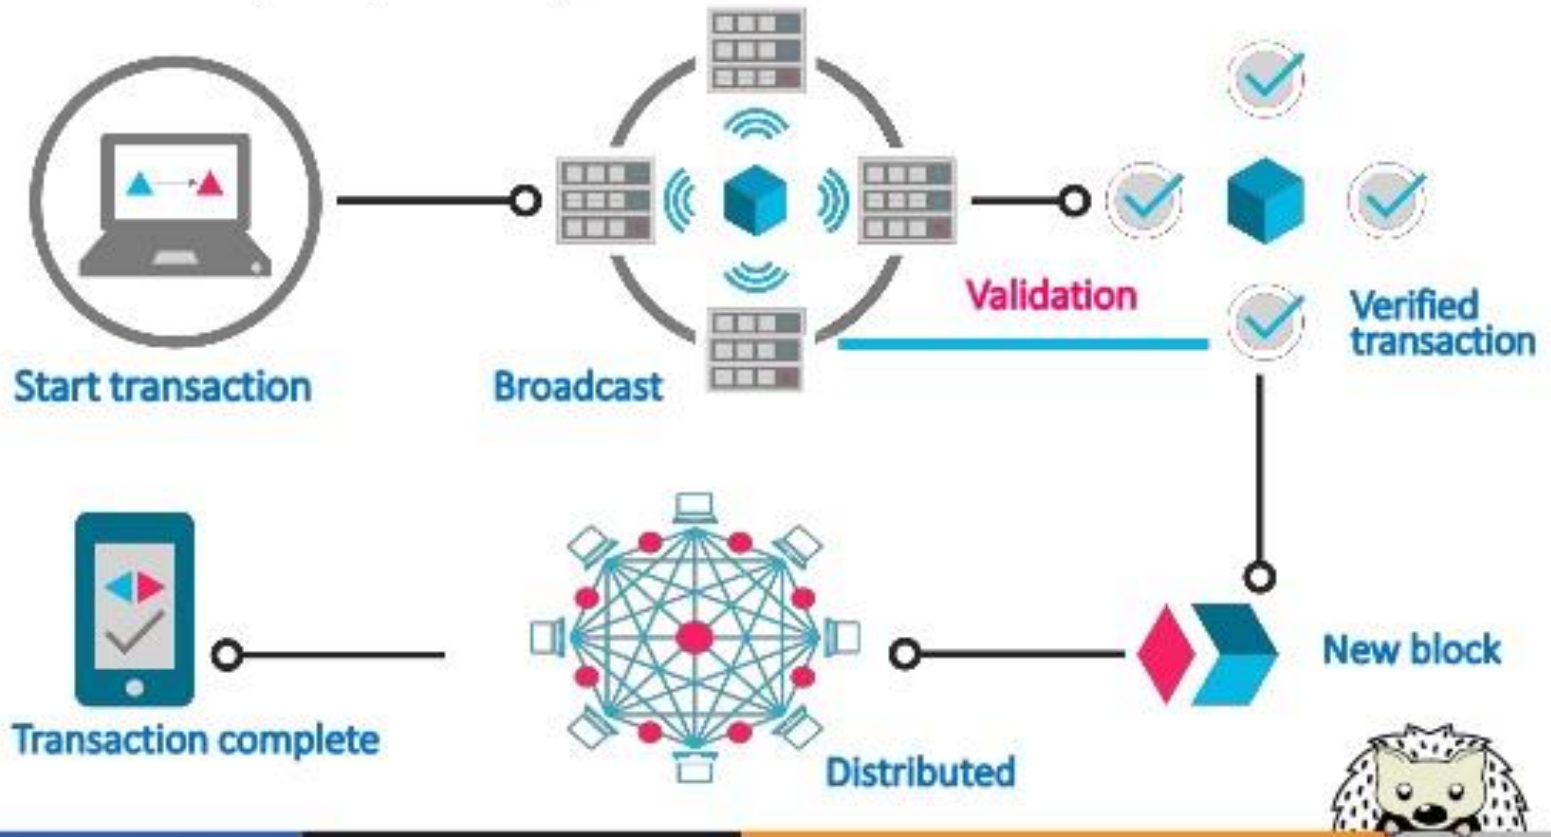 Start transaction
Broadcast
Validation
Verified
transaction
New block
Distributed
Transaction complete